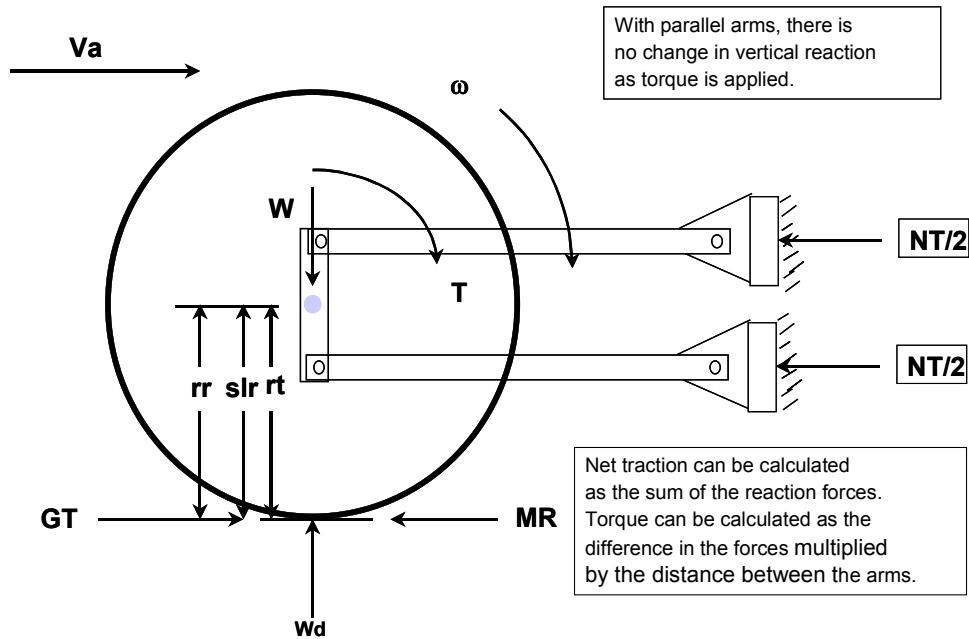 With parallel arms, there is
no change in vertical reaction
as torque is applied.
Va
ω
W
T
NT/2
NT/2
rr slr rt
GT
MR
Wd
Net traction can be calculated
as the sum of the reaction forces.
Torque can be calculated as the
difference in the forces multiplied
by the distance between the arms.